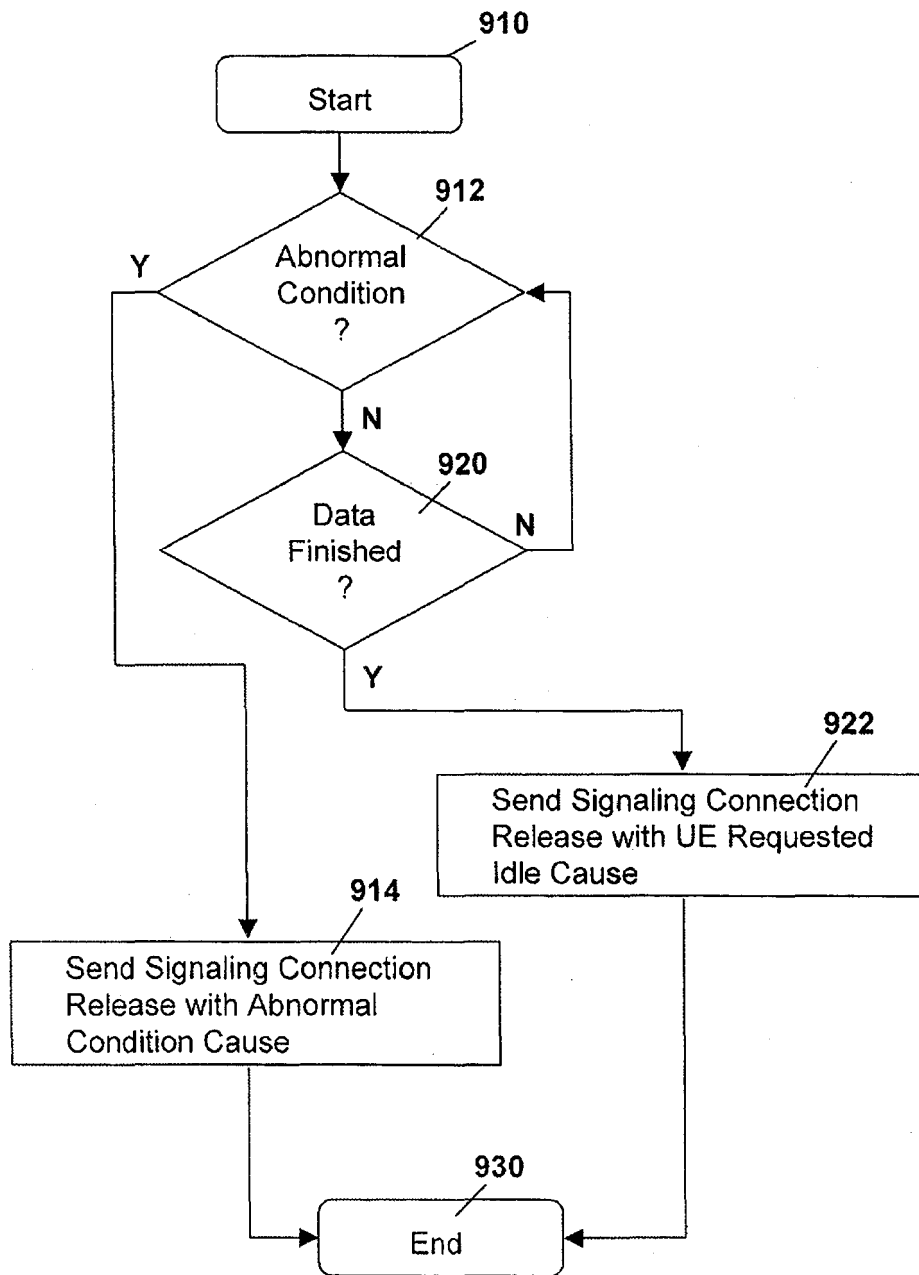 910
Start
912
Y
Abnormal
Condition
?
N
920
Data
Finished
?
N
Y
922
Send Signaling Connection
Release with UE Requested
Idle Cause
914
Send Signaling Connection
Release with Abnormal
Condition Cause
930
End